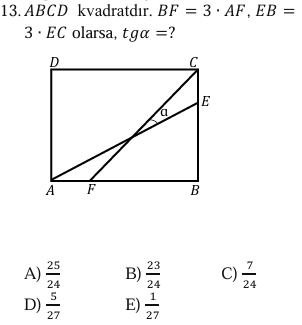 13. ABCD kvadratdır. BF = 3 · AF, EB =
3 · EC olarsa, tgα =?
D C
E
α
A F B
A) 25/24 B) 23/24 C) 7/24
D) 5/27 E) 1/27